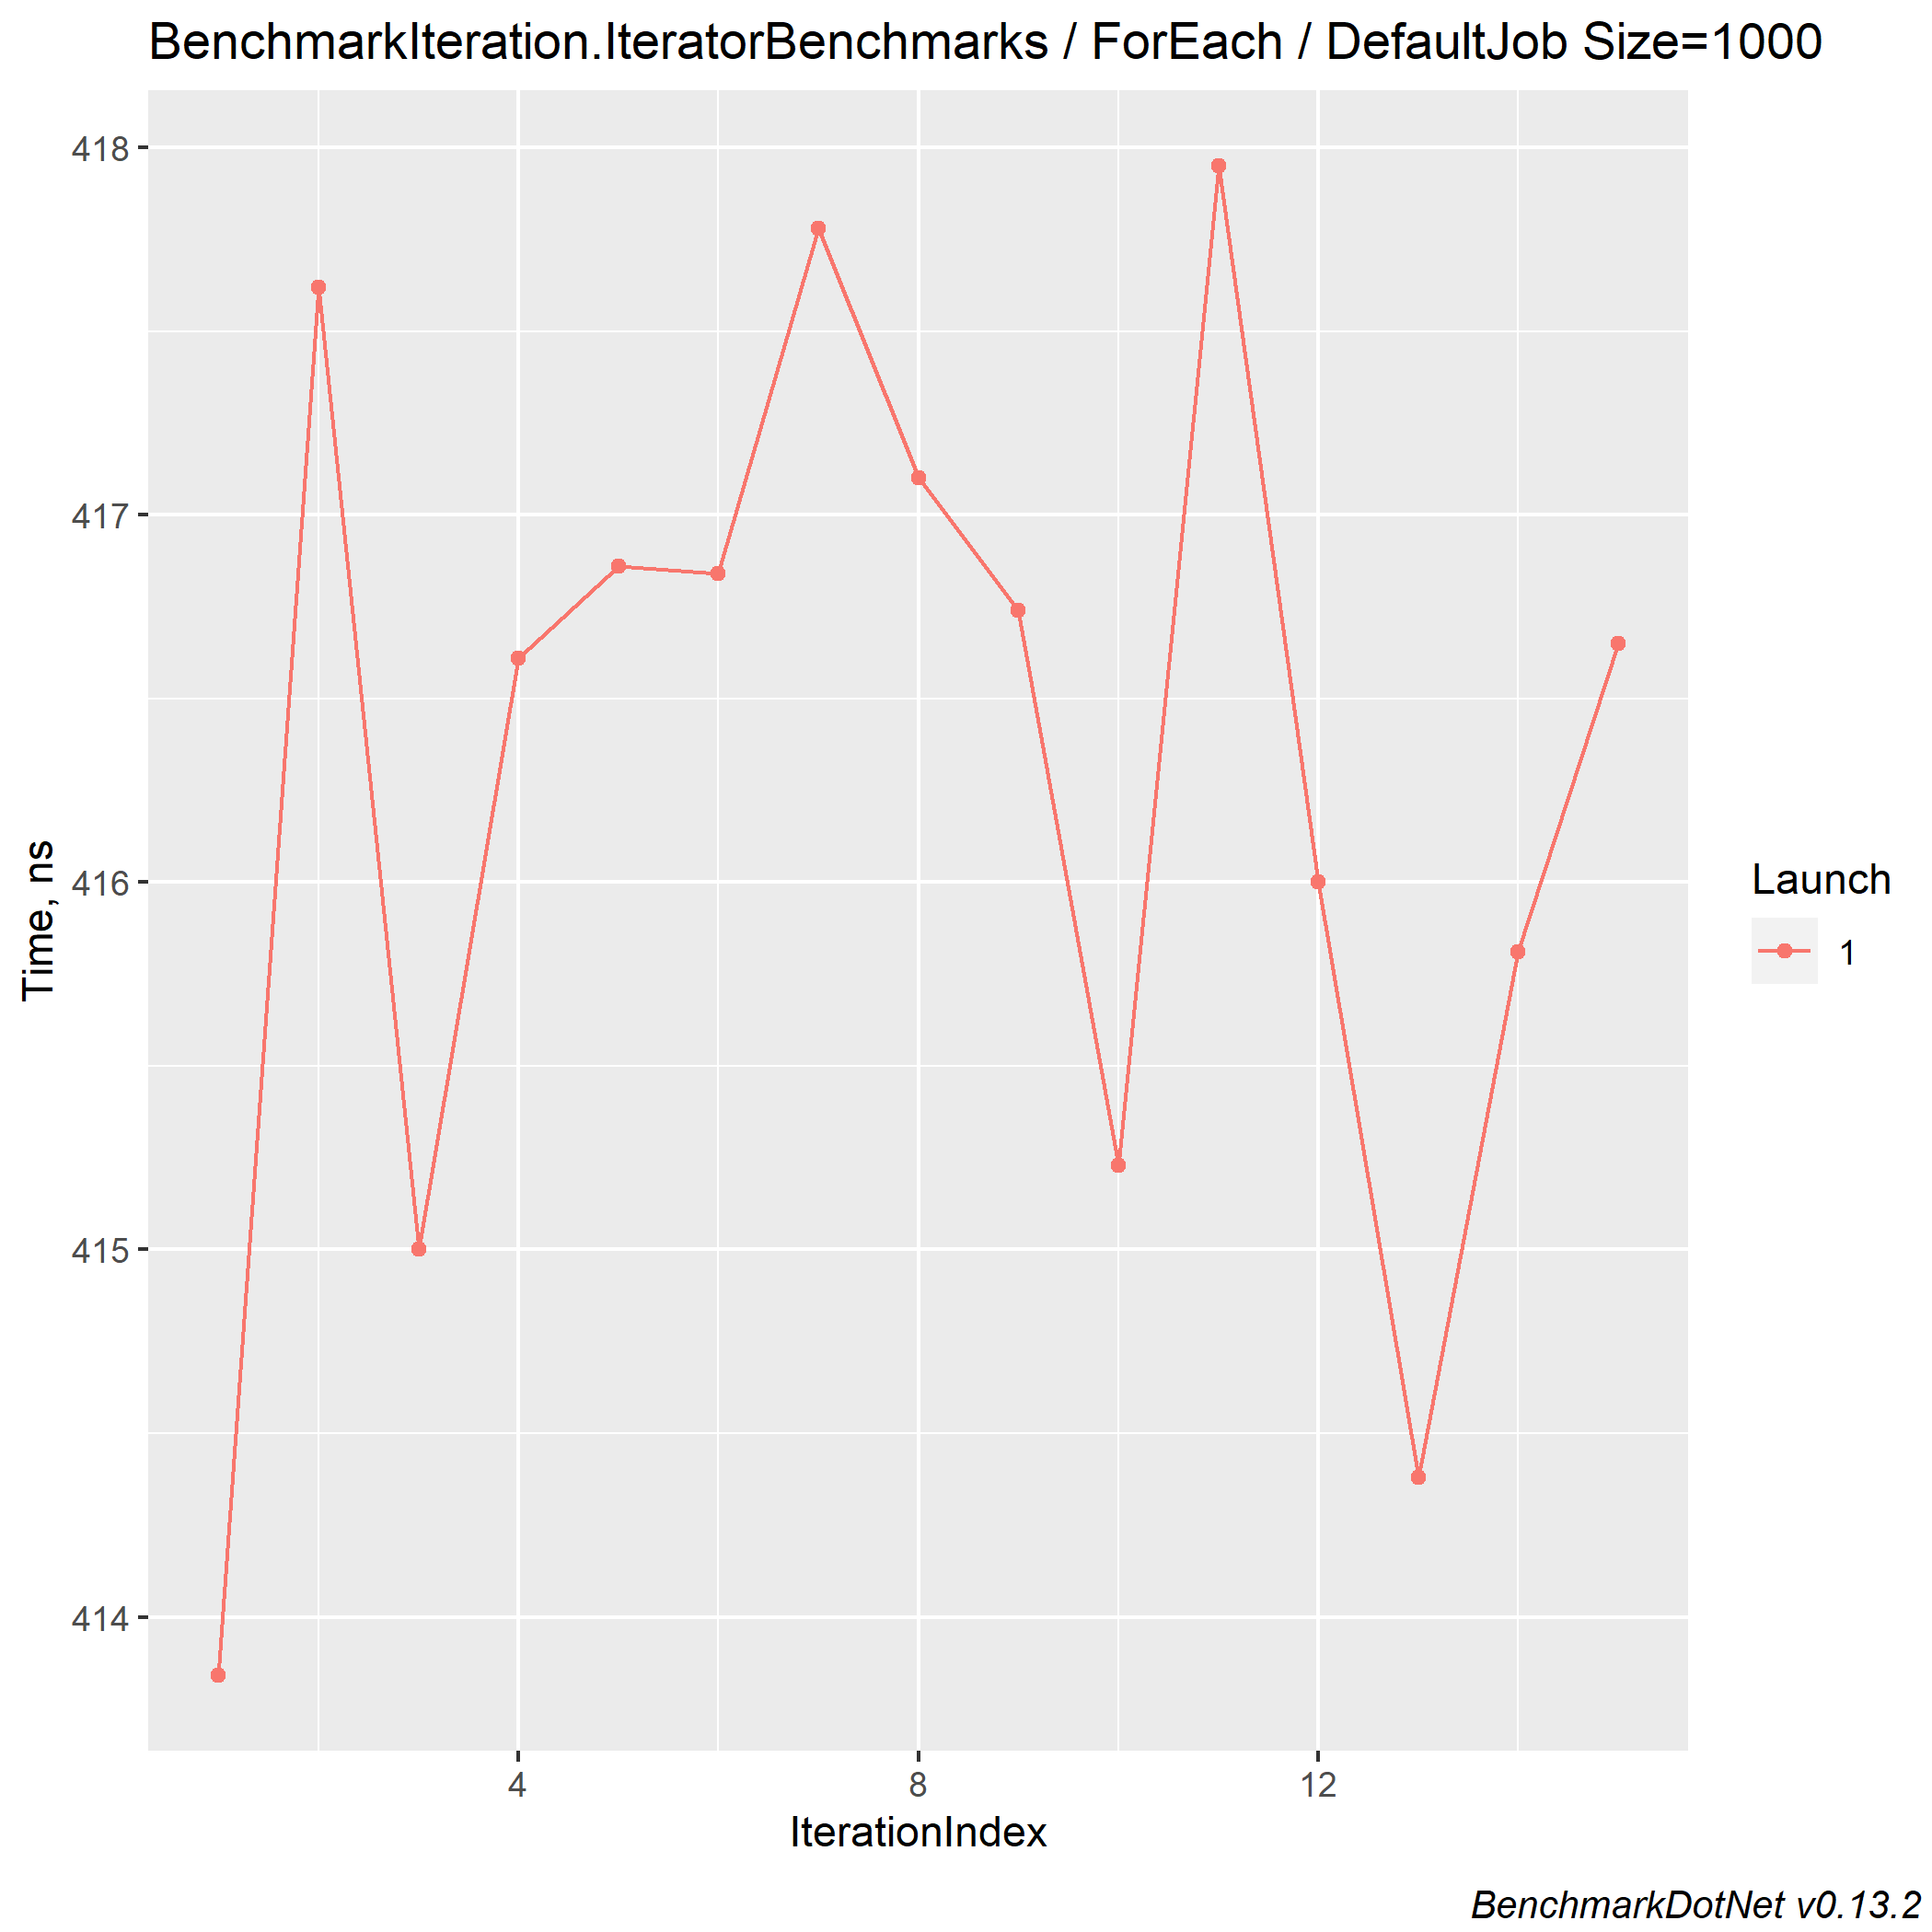 BenchmarkIteration.IteratorBenchmarks / ForEach / DefaultJob Size=1000
418
417
416
415
414
Time, ns
4
8
12
IterationIndex
Launch
1
BenchmarkDotNet v0.13.2